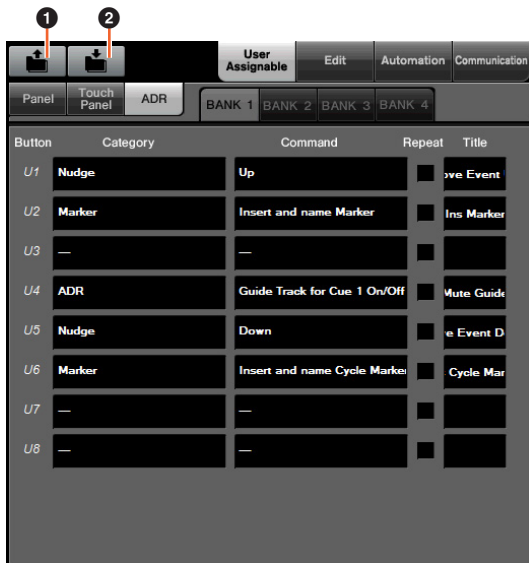 1 2
User Assignable Edit Automation Communication
Panel Touch Panel ADR BANK 1 BANK 2 BANK 3 BANK 4
Button Category Command Repeat Title
U1 Nudge Up ove Event
U2 Marker Insert and name Marker Ins Marker
U3 — —
U4 ADR Guide Track for Cue 1 On/Off Mute Guide
U5 Nudge Down e Event D
U6 Marker Insert and name Cycle Marker Cycle Mar
U7 — —
U8 — —